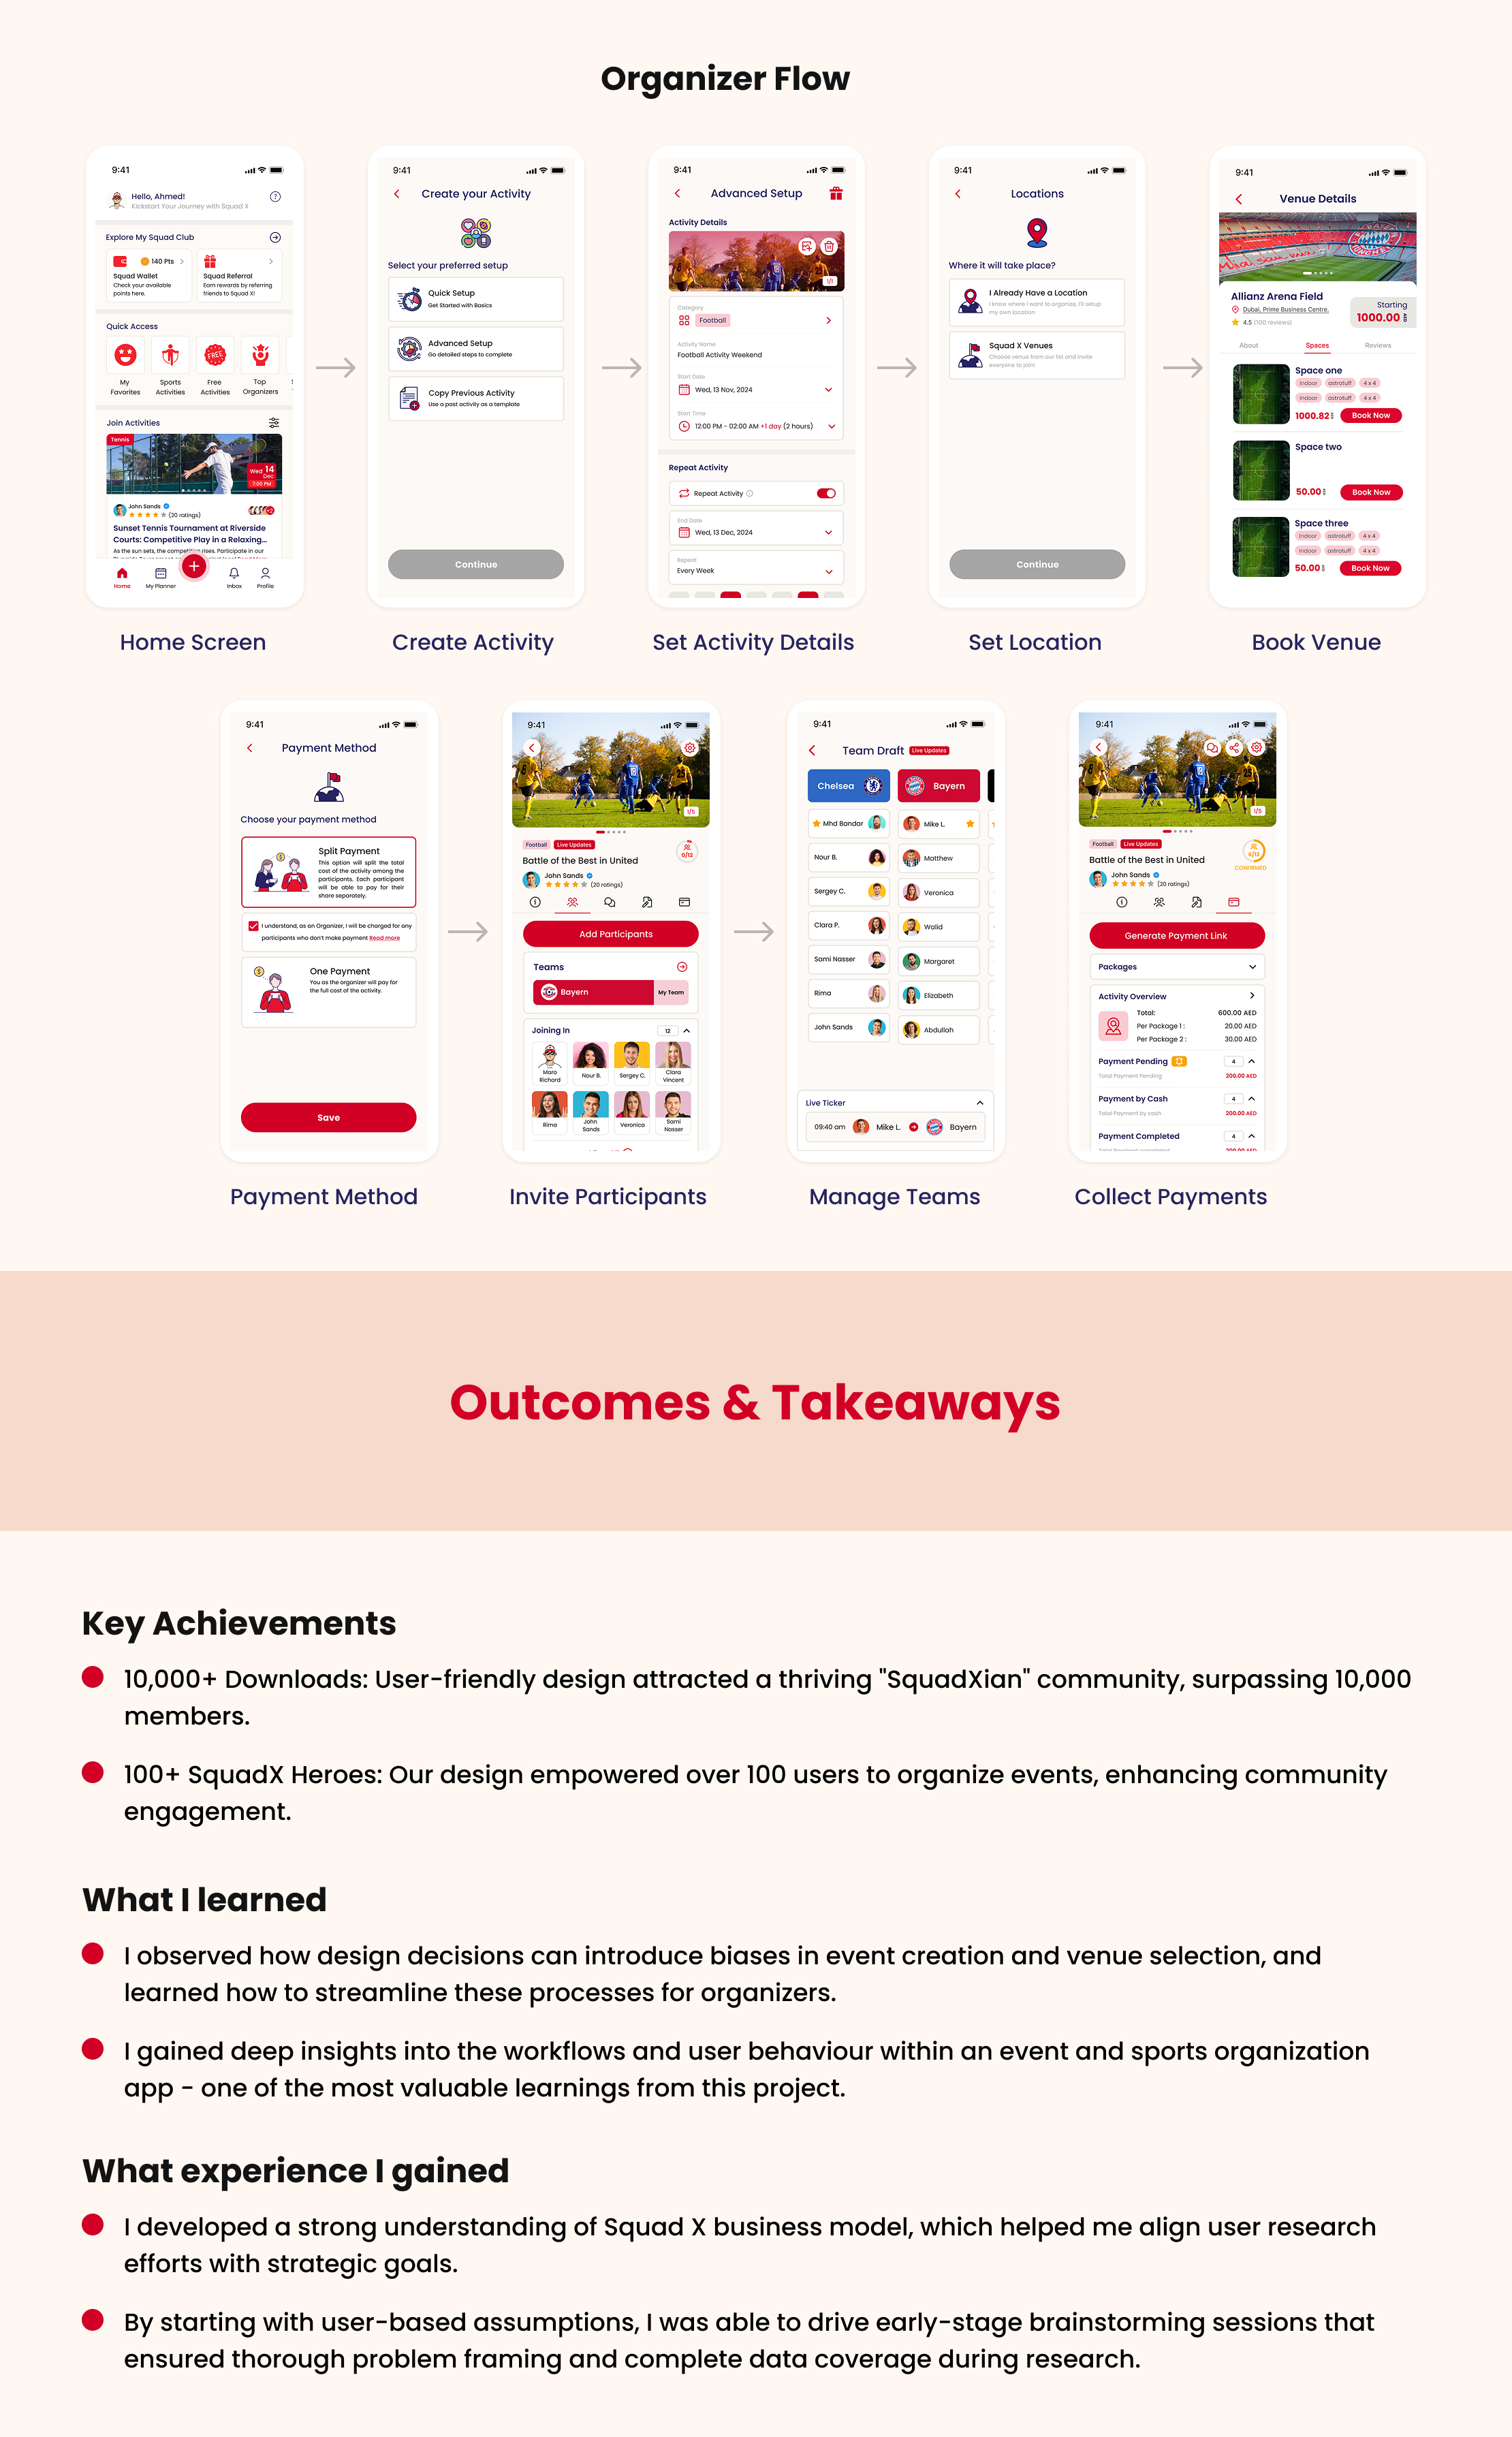 Organizer Flow
9:41
Hello, Ahmed!
Kickstart Your Journey with Squad X
Explore My Squad Club
140 Pts
Squad Wallet
Check your available
points here.
Squad Referral
Earn rewards by referring
friends to Squad X!
Quick Access
FREE
My
Favorites
Sports
Activities
Free
Activities
Top
Organizers
Join Activities
Tennis
Wed 14
Dec
7:00 PM
John Sands
(20 ratings)
Sunset Tennis Tournament at Riverside
Courts: Competitive Play in a Relaxing...
As the sun sets, the competition rises. Participate in our
Home
My Planner
Inbox
Profile
Home Screen
9:41
Create your Activity
Select your preferred setup
Quick Setup
Get Started with Basics
Advanced Setup
Go detailed steps to complete
Copy Previous Activity
Use a past activity as a template
Continue
Create Activity
9:41
Advanced Setup
Activity Details
1/1
Category
Football
Activity Name
Football Activity Weekend
Start Date
Wed, 13 Nov, 2024
Start Time
12:00 PM - 02:00 AM +1 day (2 hours)
Repeat Activity
Repeat Activity
End Date
Wed, 13 Dec, 2024
Repeat
Every Week
Set Activity Details
9:41
Locations
Where it will take place?
I Already Have a Location
I know where I want to organize, I'll setup
my own location
Squad X Venues
Choose venue from our list and invite
everyone to join!
Continue
Set Location
9:41
Venue Details
Allianz Arena Field
Dubai, Prime Business Centre.
4.5 (100 reviews)
Starting
1000.00
About
Spaces
Reviews
Space one
Indoor astrotuff 4 x 4
Indoor astrotuff 4 x 4
1000.82
Book Now
Space two
50.00
Book Now
Space three
Indoor astrotuff 4 x 4
Indoor astrotuff 4 x 4
50.00
Book Now
Book Venue
9:41
Payment Method
Choose your payment method
Split Payment
This option will split the total
cost of the activity among the
participants. Each participant
will be able to pay for their
share separately.
I understand, as an Organizer, I will be charged for any
participants who don't make payment Read more
One Payment
You as the organizer will pay for
the full cost of the activity.
Save
Payment Method
9:41
1/5
Football
Live Updates
0/12
Battle of the Best in United
John Sands
(20 ratings)
Add Participants
Teams
Bayern
My Team
Joining In
12
Maro
Richard
Nour B.
Sergey C.
Clara
Vincent
Rima
John
Sands
Veronica
Sami
Nasser
Invite Participants
9:41
Team Draft
Live Updates
Chelsea
Bayern
Mhd Bandar
Mike L.
Nour B.
Matthew
Sergey C.
Veronica
Clara P.
Walid
Sami Nasser
Margaret
Rima
Elizabeth
John Sands
Abdullah
Live Ticker
09:40 am
Mike L.
Bayern
Manage Teams
9:41
1/5
Football
Live Updates
6/12
CONFIRMED
Battle of the Best in United
John Sands
(20 ratings)
Generate Payment Link
Packages
Activity Overview
Total: 600.00 AED
Per Package 1 : 20.00 AED
Per Package 2 : 30.00 AED
Payment Pending 4
Total Payment Pending 200.00 AED
Payment by Cash 4
Total Payment by cash 200.00 AED
Payment Completed 4
Collect Payments
Outcomes & Takeaways
Key Achievements
10,000+ Downloads: User-friendly design attracted a thriving "SquadXian" community, surpassing 10,000
members.
100+ SquadX Heroes: Our design empowered over 100 users to organize events, enhancing community
engagement.
What I learned
I observed how design decisions can introduce biases in event creation and venue selection, and
learned how to streamline these processes for organizers.
I gained deep insights into the workflows and user behaviour within an event and sports organization
app - one of the most valuable learnings from this project.
What experience I gained
I developed a strong understanding of Squad X business model, which helped me align user research
efforts with strategic goals.
By starting with user-based assumptions, I was able to drive early-stage brainstorming sessions that
ensured thorough problem framing and complete data coverage during research.